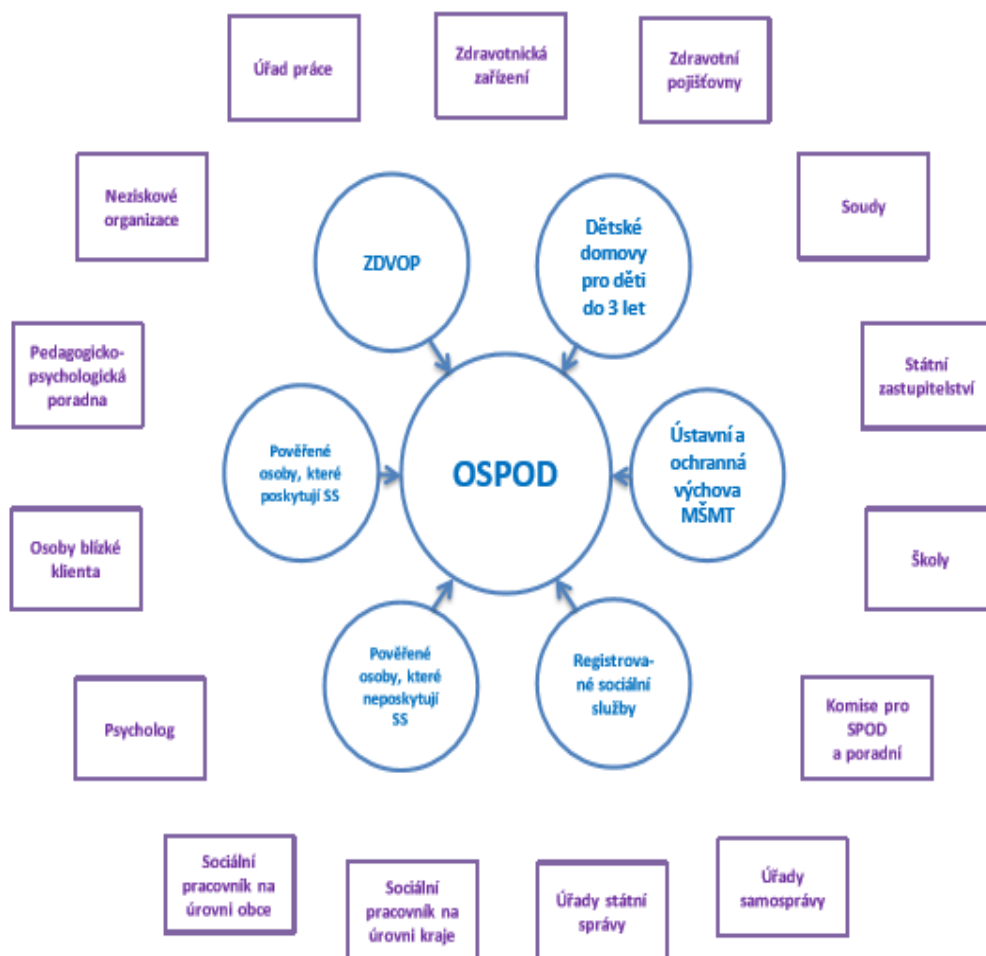 Úřad práce
Zdravotnická
zařízení
Zdravotní
pojišťovny
Neziskové
organizace
Soudy
ZDVOP
Dětské
domovy
pro děti
do 3 let
Pedagogicko-
psychologická
poradna
Státní
zastupitelství
Pověřené
osoby, které
poskytují SS
OSPOD
Ústavní a
ochranná
výchova
MŠMT
Osoby blízké
klienta
Školy
Pověřené
osoby, které
neposkytují
SS
Registrova-
né sociální
služby
Psycholog
Komise pro
SPOD
a poradní
Sociální
pracovník na
úrovni obce
Sociální
pracovník na
úrovni kraje
Úřady státní
správy
Úřady
samosprávy